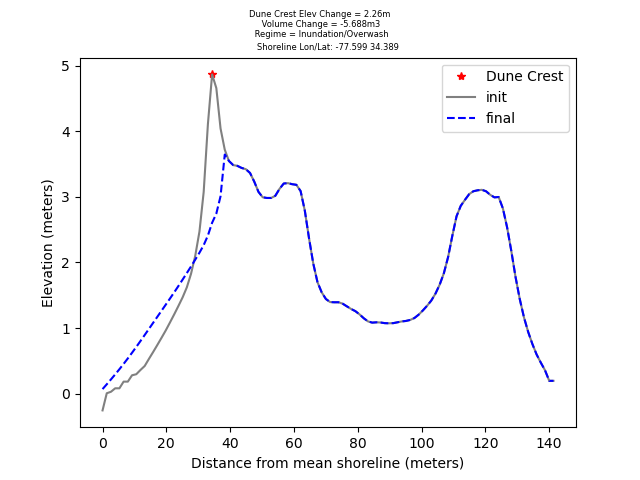 Dune Crest Elev Change = 2.26m
Volume Change = -5.688m3
Regime = Inundation/Overwash
Shoreline Lon/Lat: -77.599 34.389
Dune Crest
init
final
5
4
3
2
1
0
Elevation (meters)
0 20 40 60 80 100 120 140
Distance from mean shoreline (meters)